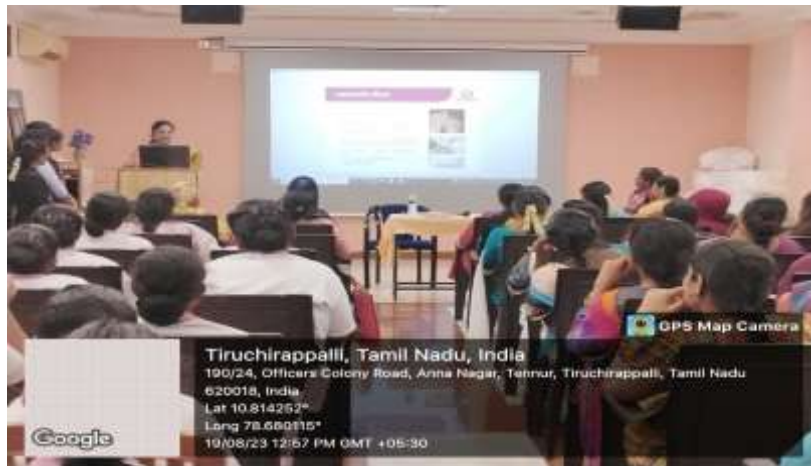 GPS Map Camera
Tiruchirappalli, Tamil Nadu, India
190/24, Officers Colony Road, Anna Nagar, Tennur, Tiruchirappalli, Tamil Nadu
620018, India
Lat 10.814252°
Long 78.680115°
19/08/23 12:57 PM GMT +05:30
Google